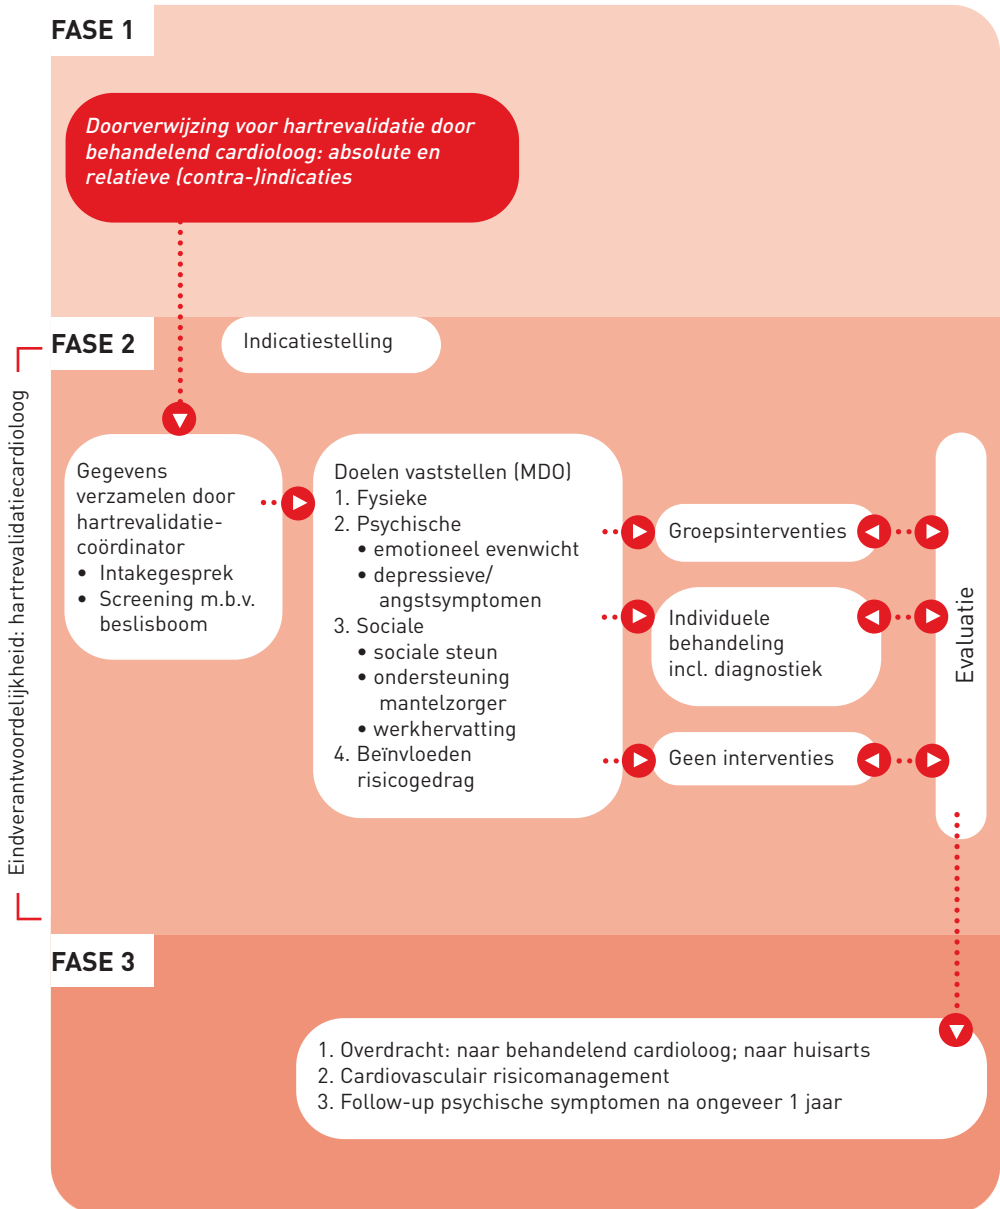 FASE 1
Doorverwijzing voor hartrevalidatie door
behandelend cardioloog: absolute en
relatieve (contra-)indicaties
FASE 2
Indicatiestelling
Eindverantwoordelijkheid: hartrevalidatiecardioloog
Gegevens
verzamelen door
hartrevalidatie-
coördinator
• Intakegesprek
• Screening m.b.v.
beslisboom
Doelen vaststellen (MDO)
1. Fysieke
2. Psychische
• emotioneel evenwicht
• depressieve/
angstsymptomen
3. Sociale
• sociale steun
• ondersteuning
mantelzorger
• werkhervatting
4. Beïnvloeden
risicogedrag
Groepsinterventies
Individuele
behandeling
incl. diagnostiek
Geen interventies
Evaluatie
FASE 3
1. Overdracht: naar behandelend cardioloog; naar huisarts
2. Cardiovasculair risicomanagement
3. Follow-up psychische symptomen na ongeveer 1 jaar